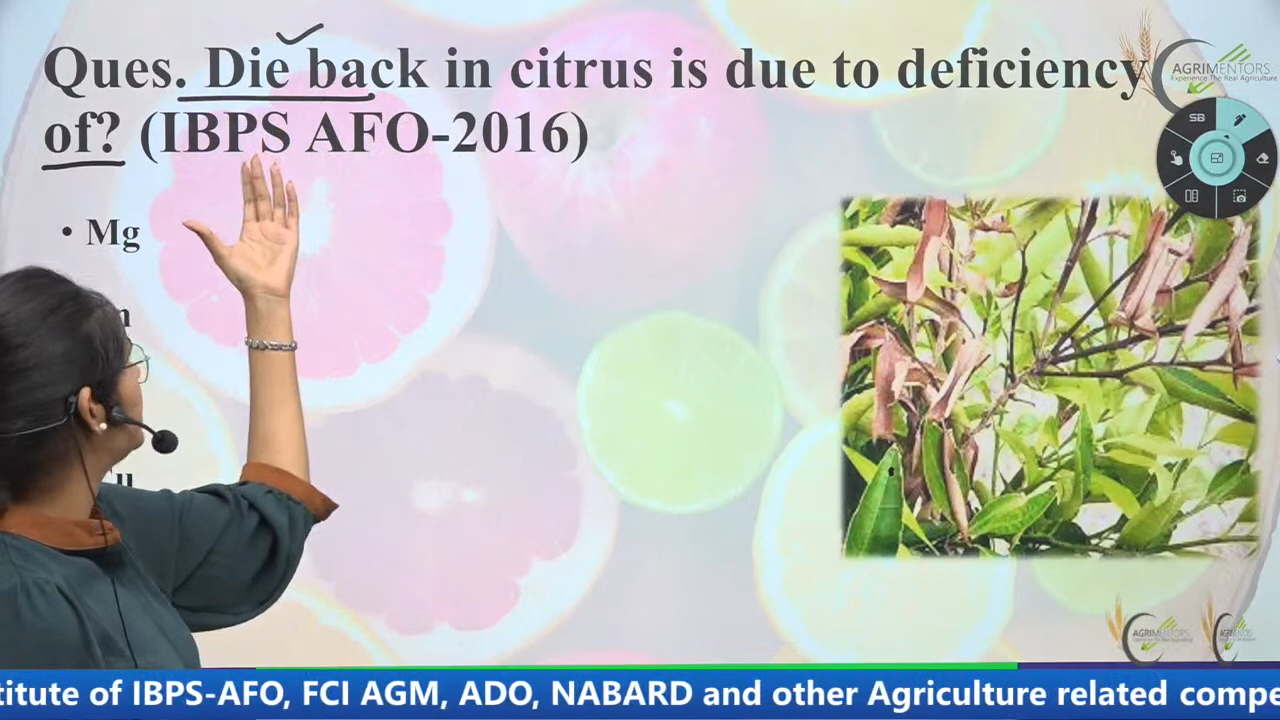 Ques. Die back in citrus is due to deficiency
of? (IBPS AFO-2016)
AGRIMENTORS
Experience The Real Agriculture
SB
• Mg
AGRIMENTORS
titute of IBPS-AFO, FCI AGM, ADO, NABARD and other Agriculture related compe